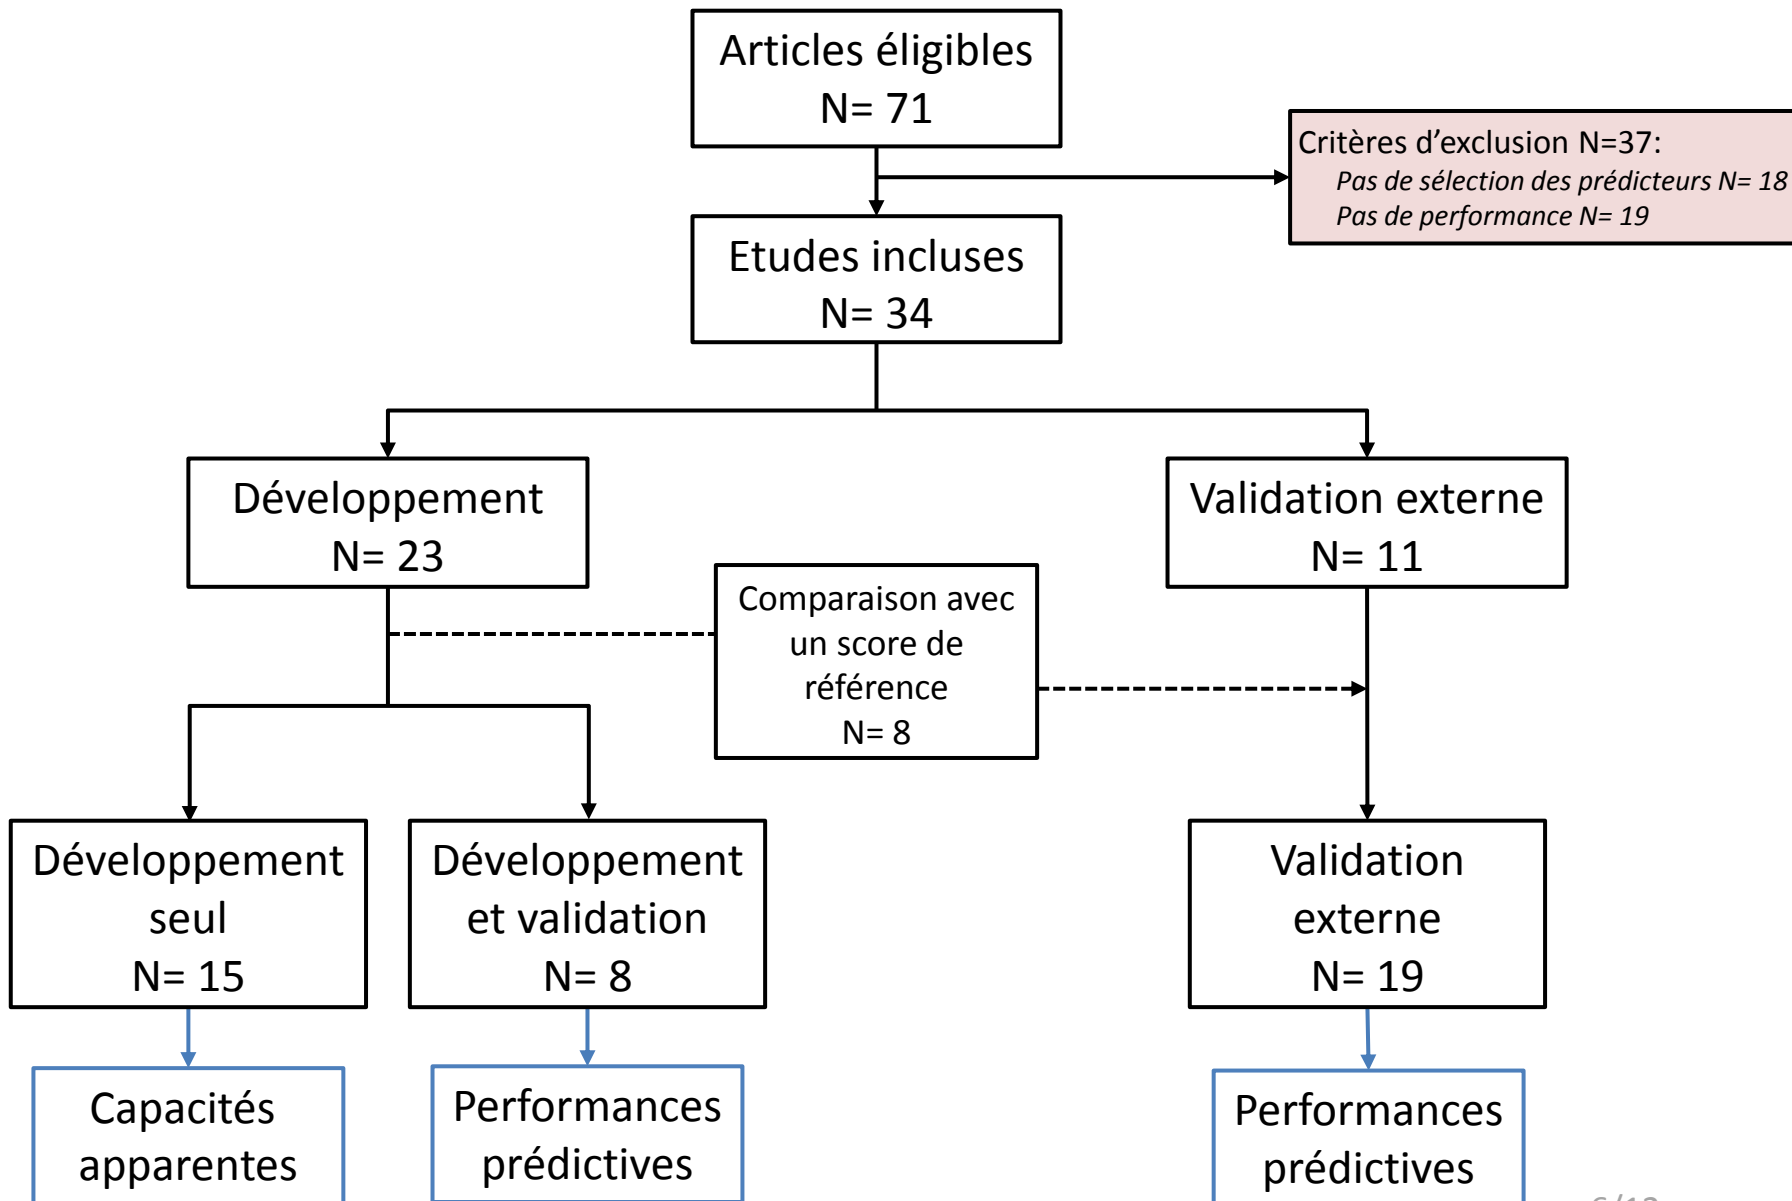 Articles éligibles
N= 71
Critères d’exclusion N=37:
Pas de sélection des prédicteurs N= 18
Pas de performance N= 19
Etudes incluses
N= 34
Développement
N= 23
Validation externe
N= 11
Comparaison avec
un score de
référence
N= 8
Développement
seul
N= 15
Développement
et validation
N= 8
Validation
externe
N= 19
Capacités
apparentes
Performances
prédictives
Performances
prédictives